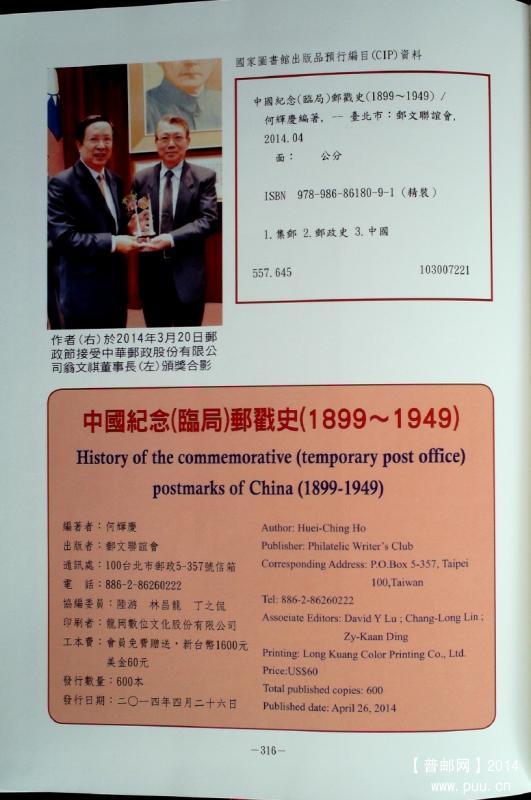 國家圖書館出版品預行編目(CIP)資料
中國紀念(臨局)郵戳史(1899～1949) /
何輝慶編著, -- 臺北市：郵文聯誼會,
2014.04
面： 公分
ISBN 978-986-86180-9-1 (精裝)
1.集郵 2.郵政史 3.中國
557.645 103007221
作者(右)於2014年3月20日郵
政節接受中華郵政股份有限公
司翁文祺董事長(左)頒獎合影
中國紀念(臨局)郵戳史(1899～1949)
History of the commemorative (temporary post office)
postmarks of China (1899-1949)
編著者：何輝慶
出版者：郵文聯誼會
通訊處：100台北市郵政5-357號信箱
電 話：886-2-86260222
協編委員：陸游 林昌龍 丁之侃
印刷者：龍岡數位文化股份有限公司
工本費：會員免費贈送‧新台幣1600元
美金60元
發行數量：600本
發行日期：二〇一四年四月二十六日
Author: Huei-Ching Ho
Publisher: Philatelic Writer's Club
Corresponding Address: P.O.Box 5-357, Taipei
100,Taiwan
Tel: 886-2-86260222
Associate Editors: David Y Lu ; Chang-Long Lin ;
Zy-Kaan Ding
Printing: Long Kuang Color Printing Co., Ltd.
Price:US$60
Total published copies: 600
Published date: April 26, 2014
－316－
【普邮网】2014
www.puu.cn